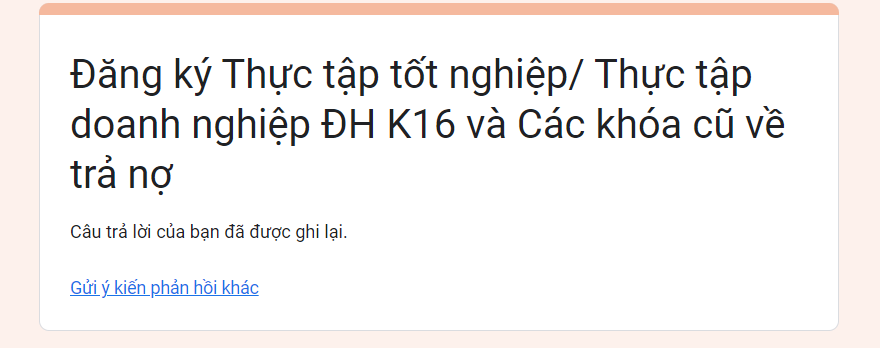 Đăng ký Thực tập tốt nghiệp/ Thực tập
doanh nghiệp ĐH K16 và Các khóa cũ về
trả nợ
Câu trả lời của bạn đã được ghi lại.
Gửi ý kiến phản hồi khác